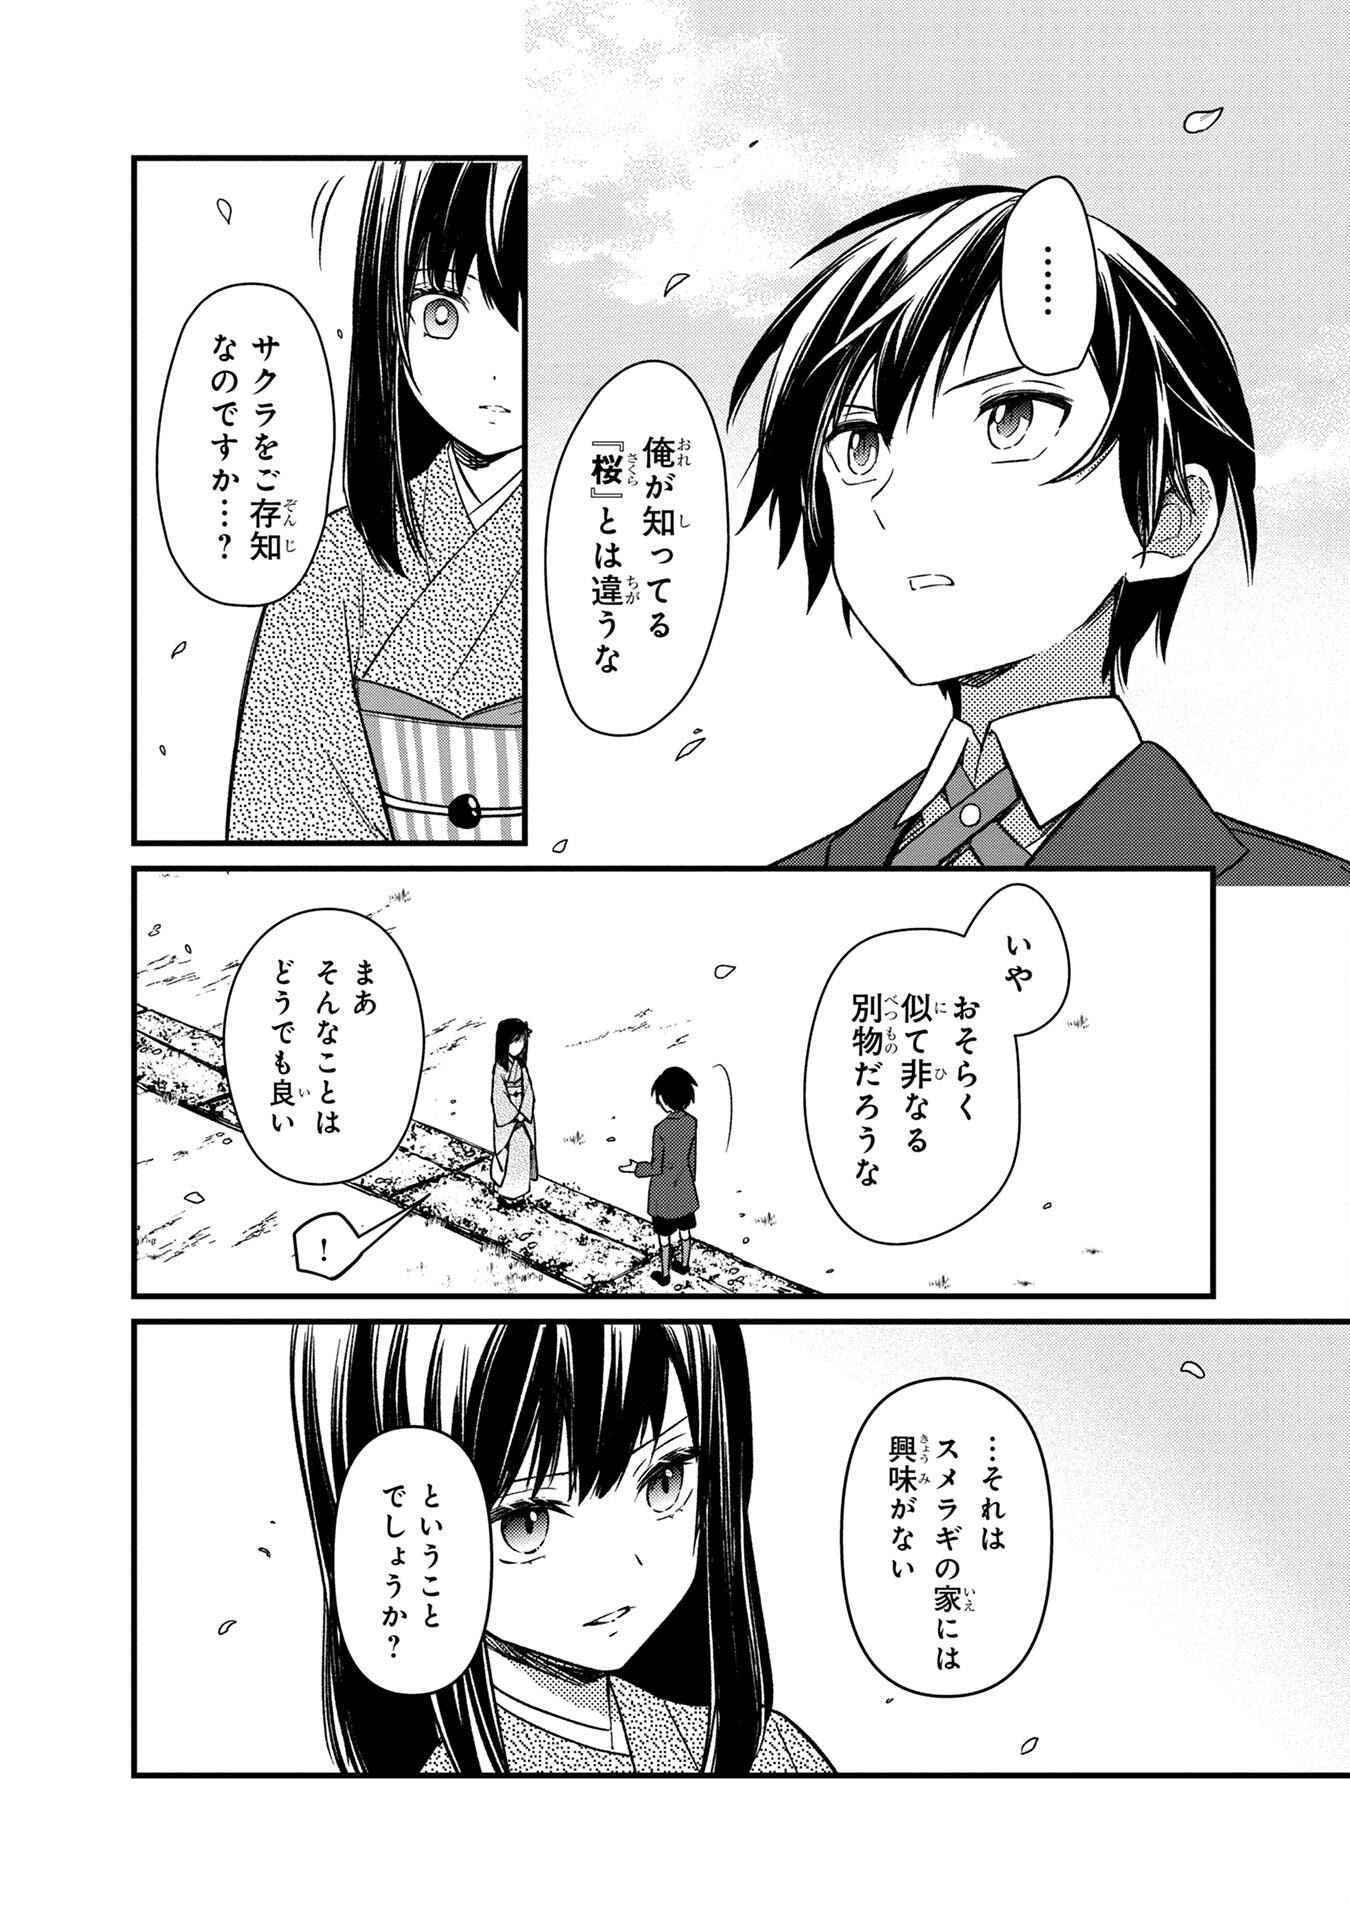 ……
俺が知ってる
『桜』とは違うな
サクラをご存知
なのですか…？
いや
おそらく
似て非なる
別物だろうな
まあ
そんなことは
どうでも良い
！
…それは
スメラギの家には
興味がない
ということ
でしょうか？